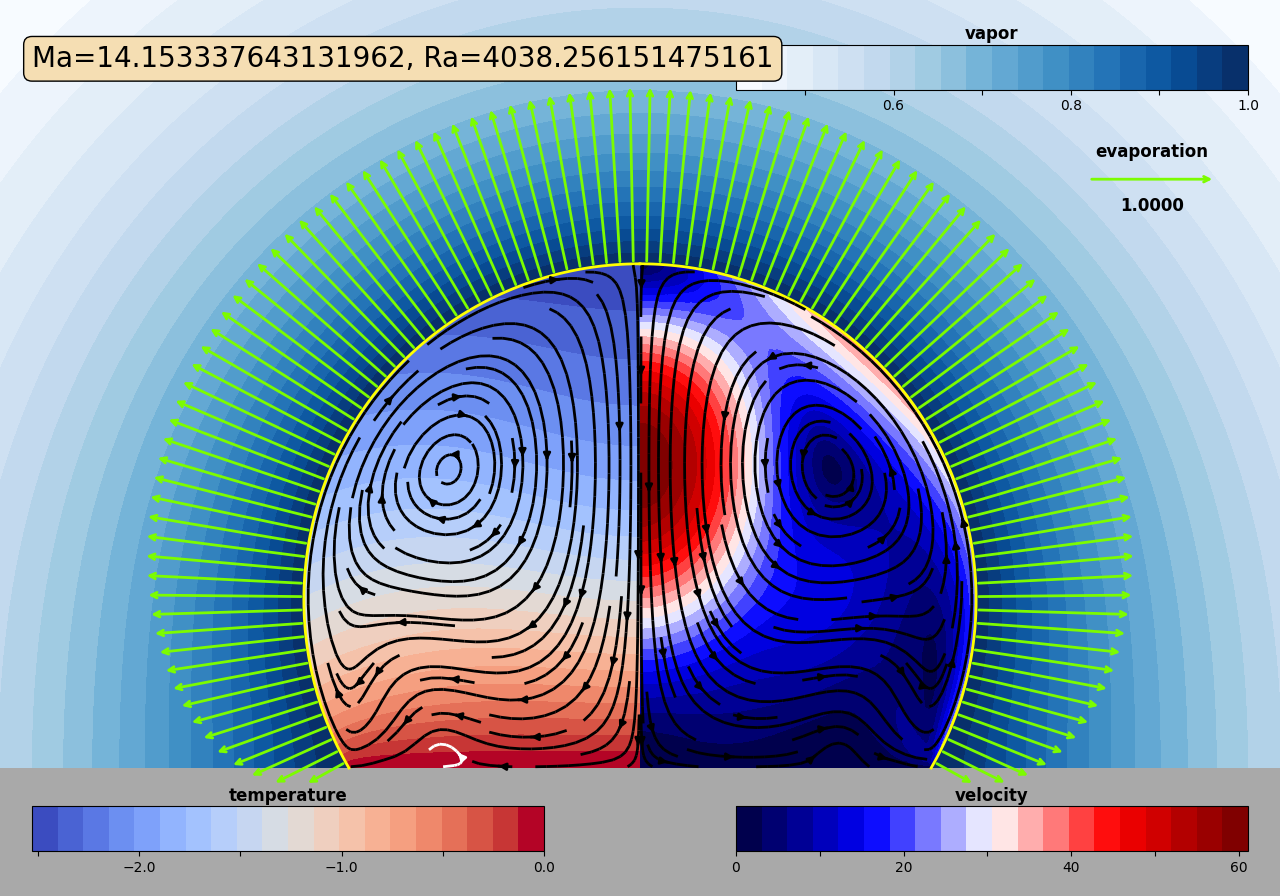 Ma=14.153337643131962, Ra=4038.256151475161
vapor
0.6 0.8 1.0
evaporation
1.0000
temperature
−2.0 −1.0 0.0
velocity
0 20 40 60